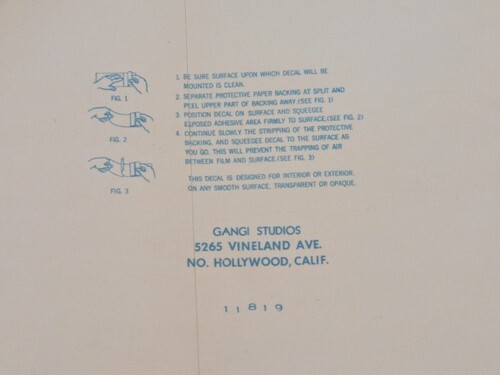 1. BE SURE SURFACE UPON WHICH DECAL WILL BE
MOUNTED IS CLEAN.
2. SEPARATE PROTECTIVE PAPER BACKING AT SPLIT AND
PEEL UPPER PART OF BACKING AWAY.(SEE FIG. 1)
3. POSITION DECAL ON SURFACE AND SQUEEGEE
EXPOSED ADHESIVE AREA FIRMLY TO SURFACE.(SEE FIG. 2)
4. CONTINUE SLOWLY THE STRIPPING OF THE PROTECTIVE
BACKING, AND SQUEEGEE DECAL TO THE SURFACE AS
YOU GO, THIS WILL PREVENT THE TRAPPING OF AIR
BETWEEN FILM AND SURFACE.(SEE FIG. 3)
THIS DECAL IS DESIGNED FOR INTERIOR OR EXTERIOR,
ON ANY SMOOTH SURFACE, TRANSPARENT OR OPAQUE.
FIG. 1
FIG. 2
FIG. 3
GANGI STUDIOS
5265 VINELAND AVE.
NO. HOLLYWOOD, CALIF.
11819